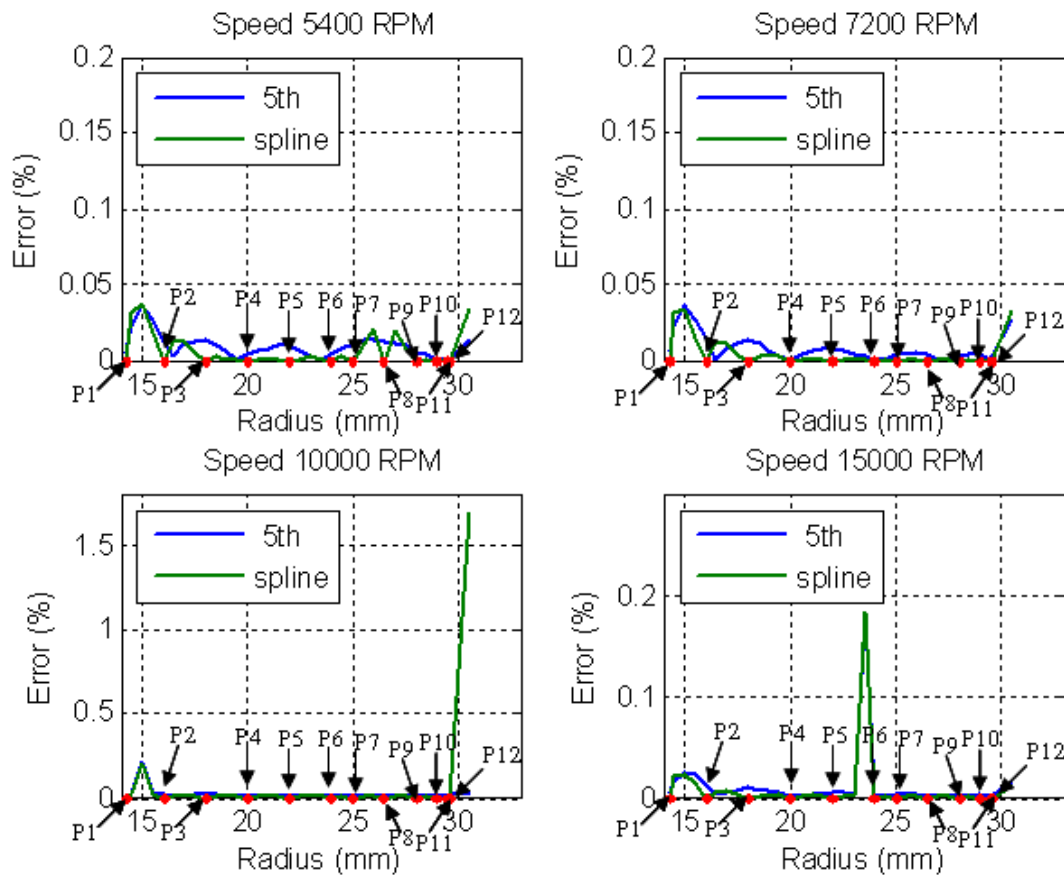 Speed 5400 RPM
0.2
0.15
0.1
0.05
0
Error (%)
5th
spline
P1
P2
P3
P4
P5
P6
P7
P8
P9
P10
P11
P12
15
20
25
30
Radius (mm)
Speed 7200 RPM
0.2
0.15
0.1
0.05
0
Error (%)
5th
spline
P1
P2
P3
P4
P5
P6
P7
P8
P9
P10
P11
P12
15
20
25
30
Radius (mm)
Speed 10000 RPM
1.5
1
0.5
0
Error (%)
5th
spline
P1
P2
P3
P4
P5
P6
P7
P8
P9
P10
P11
P12
15
20
25
30
Radius (mm)
Speed 15000 RPM
0.2
0.1
0
Error (%)
5th
spline
P1
P2
P3
P4
P5
P6
P7
P8
P9
P10
P11
P12
15
20
25
30
Radius (mm)